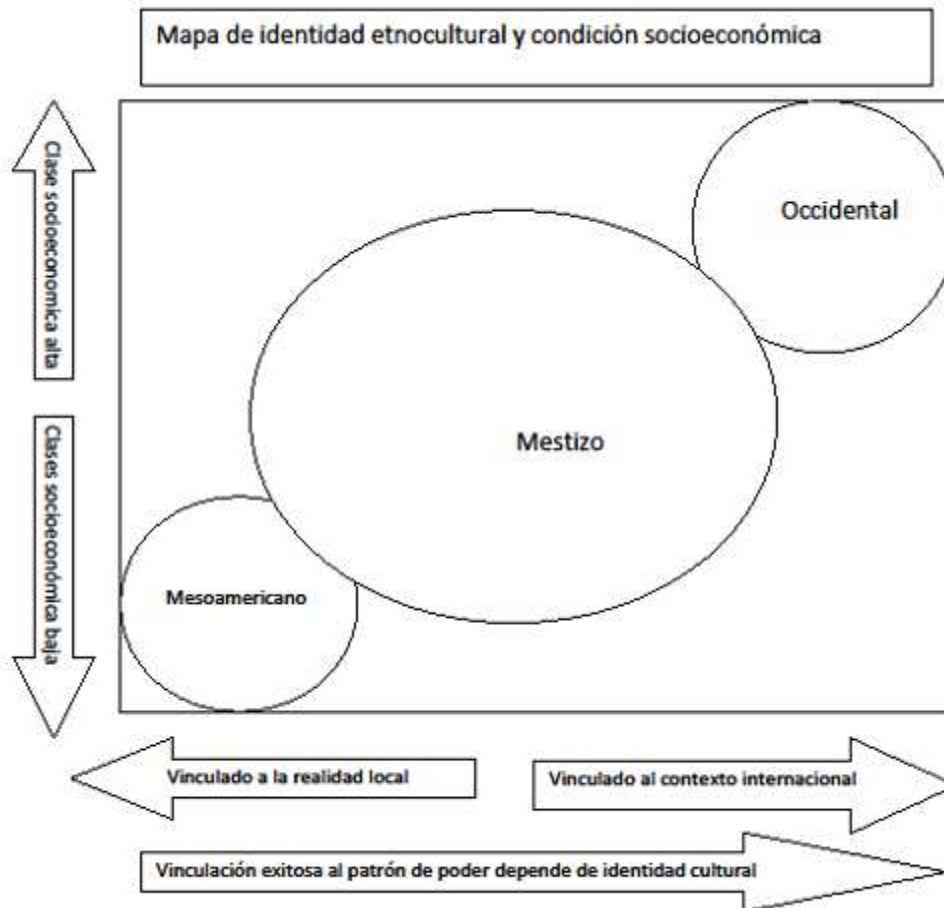 Mapa de identidad etnocultural y condición socioeconómica
Clase socioeconomica alta
Occidental
Mestizo
Clases socioeconómica baja
Mesoamericano
Vinculado a la realidad local
Vinculado al contexto internacional
Vinculación exitosa al patrón de poder depende de identidad cultural